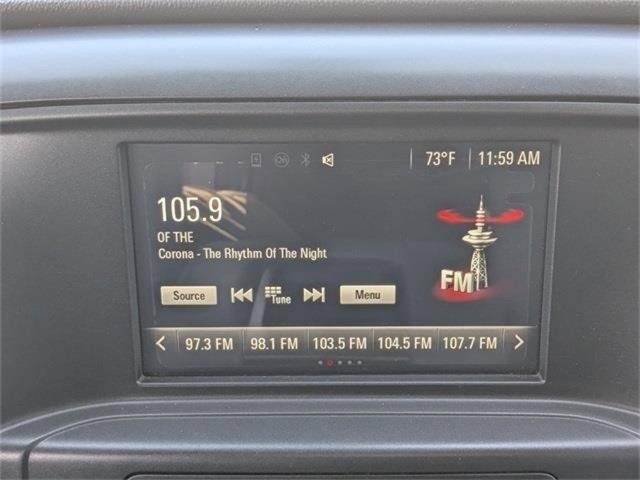 73°F 11:59 AM
105.9
OF THE
Corona - The Rhythm Of The Night
FM
Source Tune Menu
97.3 FM 98.1 FM 103.5 FM 104.5 FM 107.7 FM